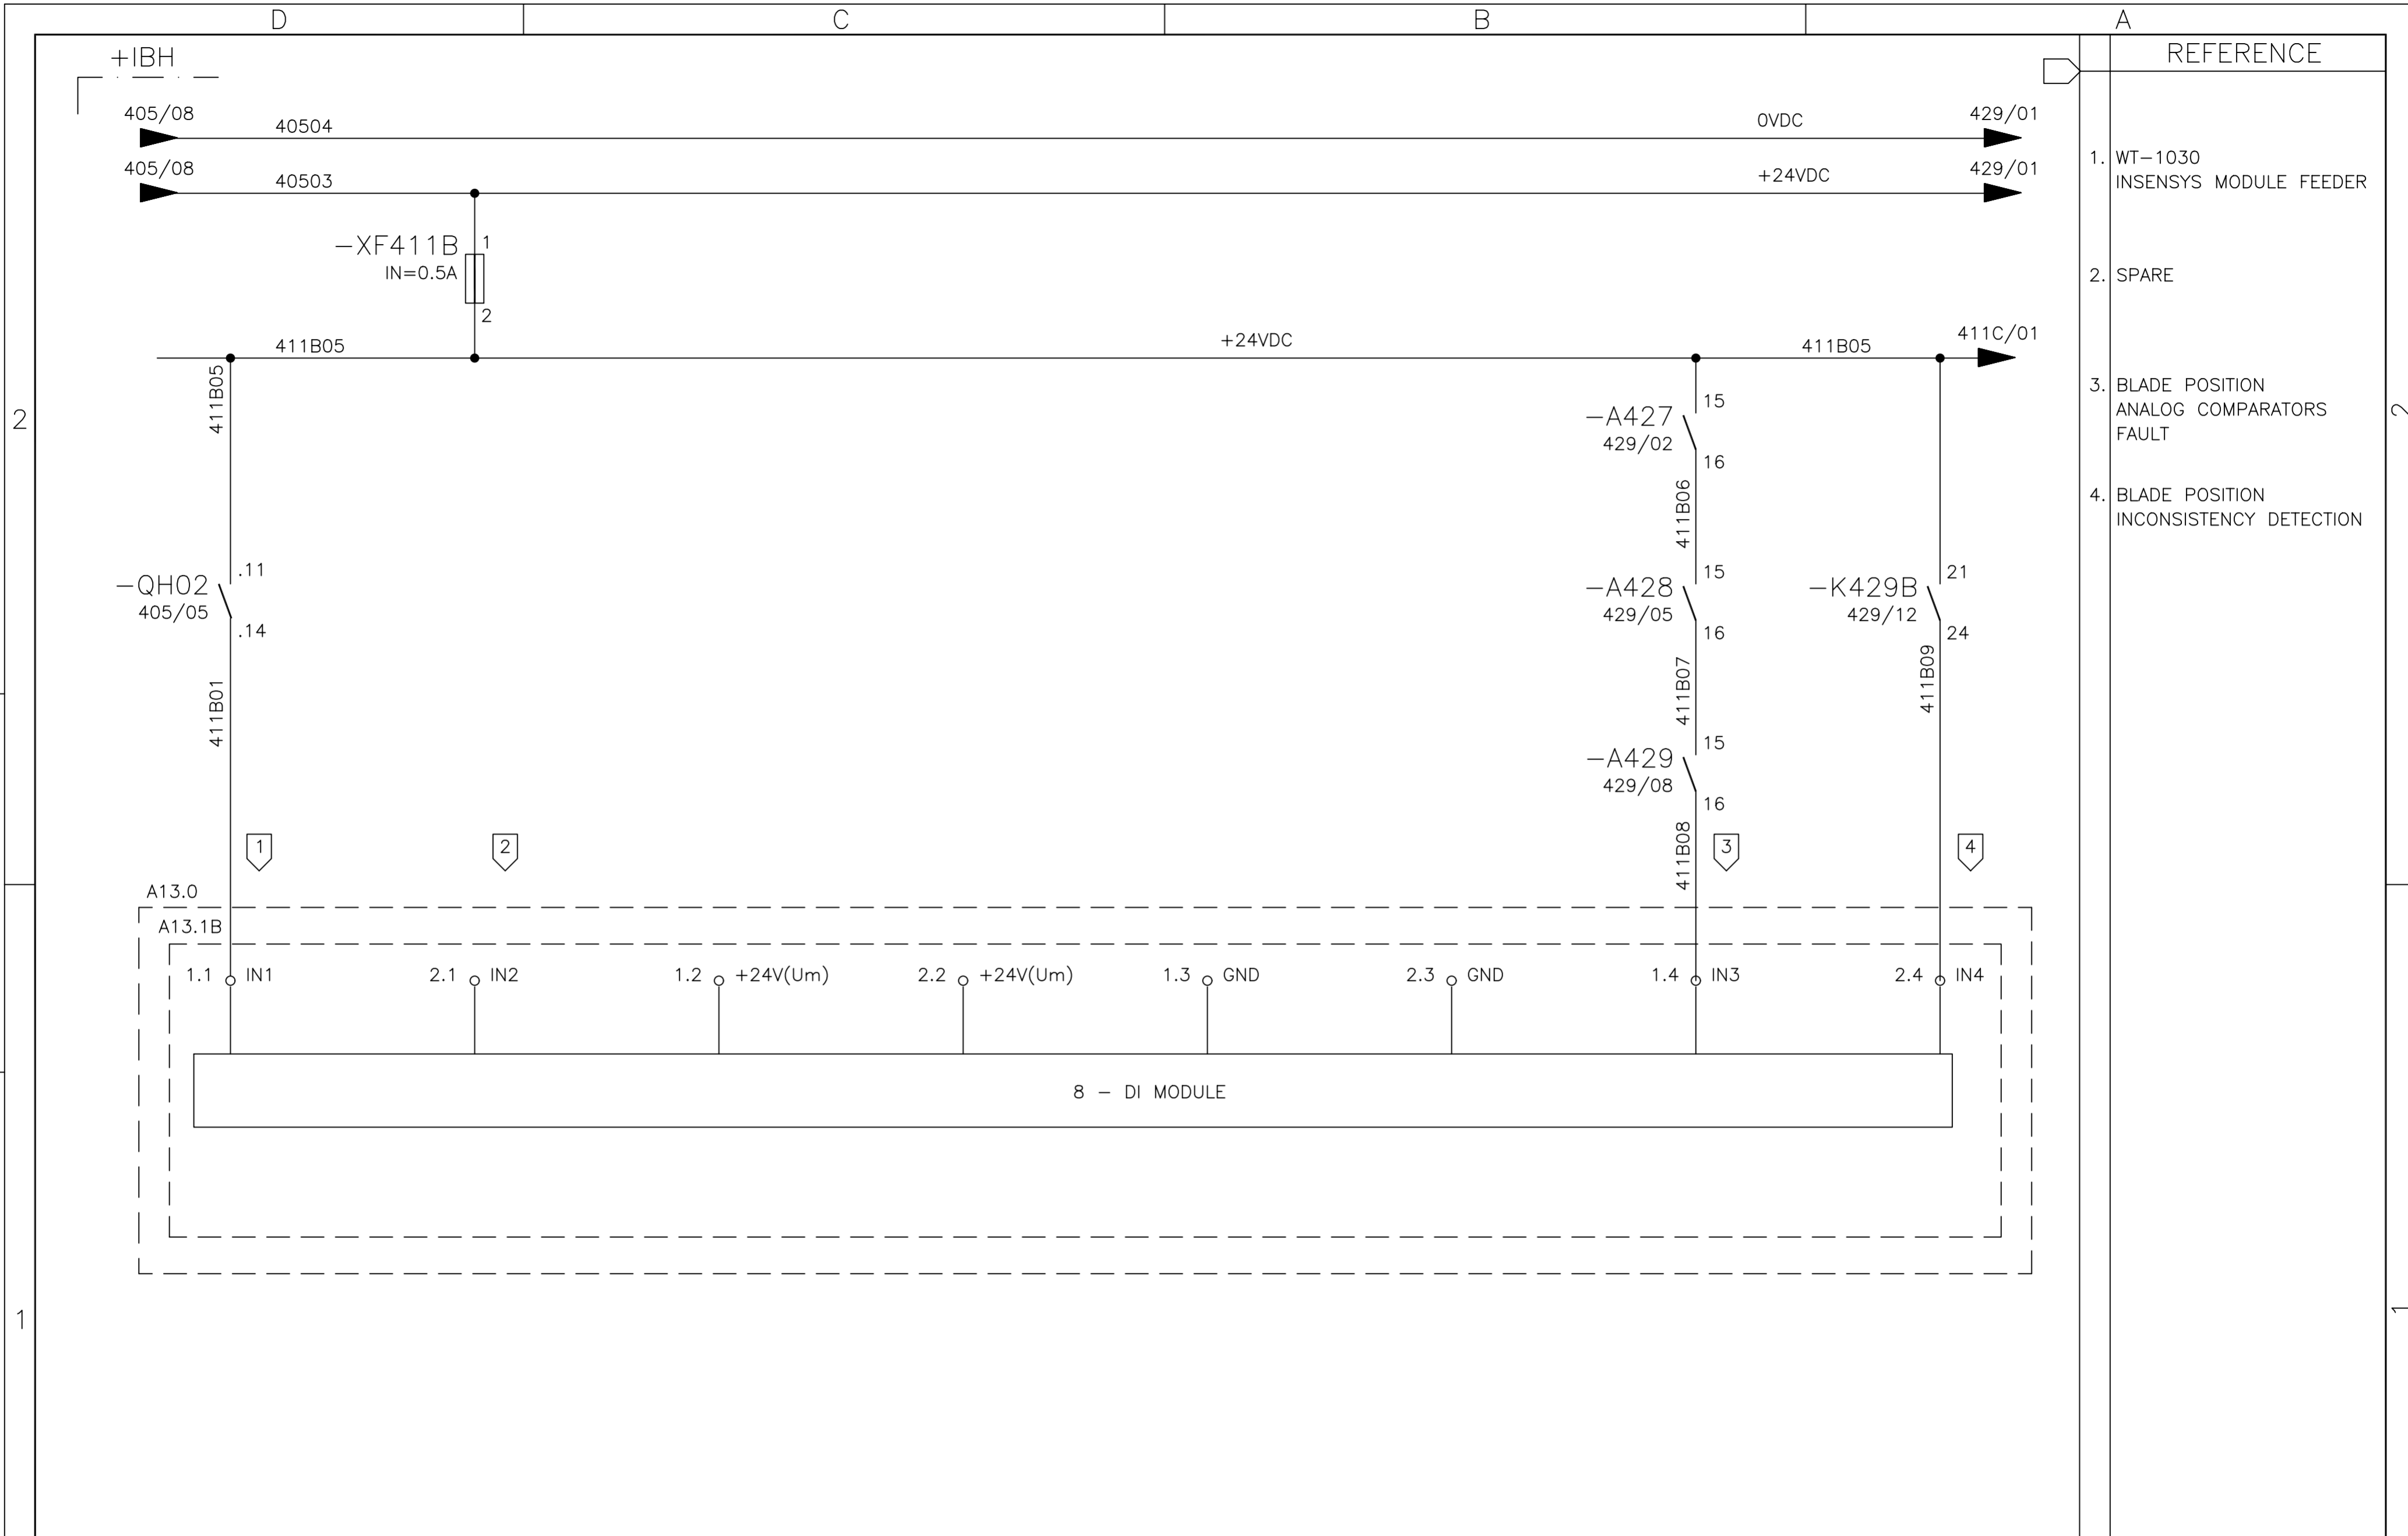 D C B A
+IBH
REFERENCE
405/08 40504 0VDC 429/01
405/08 40503 +24VDC 429/01
1. WT-1030
INSENSYS MODULE FEEDER
-XF411B 1
IN=0.5A
2
2. SPARE
411B05 +24VDC 411B05 411C/01
3. BLADE POSITION
ANALOG COMPARATORS
FAULT
4. BLADE POSITION
INCONSISTENCY DETECTION
2 2
411B05
-A427 15
429/02
16
411B06
-QH02 .11
405/05
.14
-A428 15
429/05
16
-K429B 21
429/12
24
411B01
411B07
411B09
-A429 15
429/08
16
411B08
1 2 3 4
A13.0
A13.1B
1.1 IN1 2.1 IN2 1.2 +24V(Um) 2.2 +24V(Um) 1.3 GND 2.3 GND 1.4 IN3 2.4 IN4
8 - DI MODULE
1 1